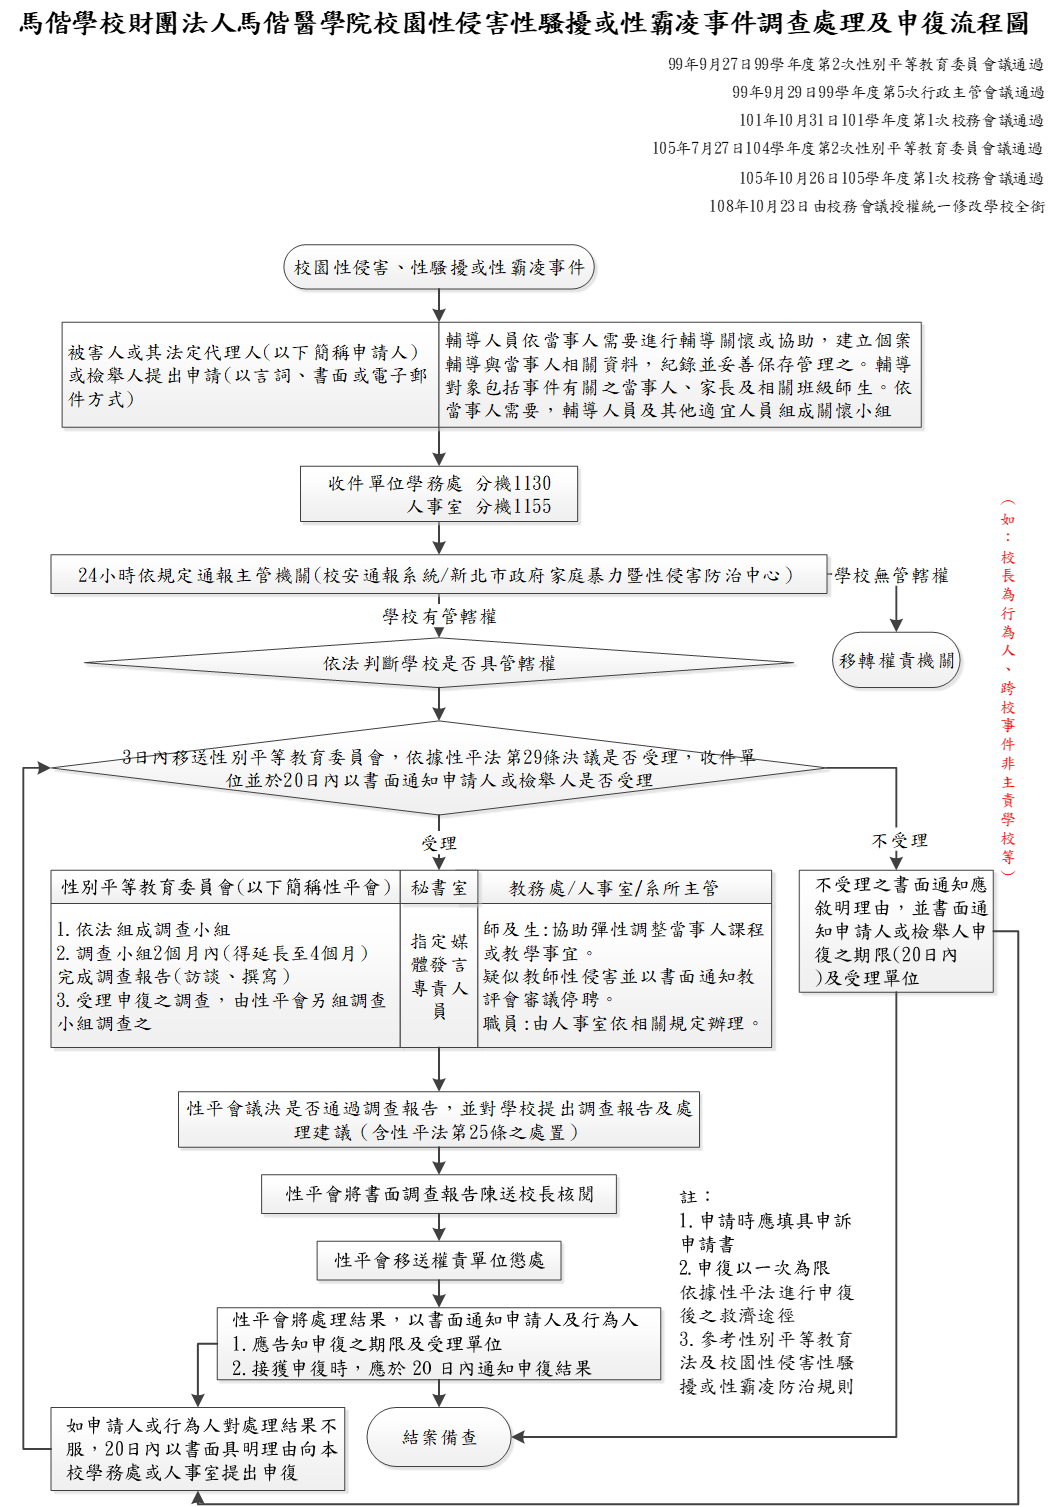 馬偕學校財團法人馬偕醫學院校園性侵害性騷擾或性霸凌事件調查處理及申復流程圖
99年9月27日99學年度第2次性別平等教育委員會議通過
99年9月29日99學年度第5次行政主管會議通過
101年10月31日101學年度第1次校務會議通過
105年7月27日104學年度第2次性別平等教育委員會議通過
105年10月26日105學年度第1次校務會議通過
108年10月23日由校務會議授權統一修改學校全銜
校園性侵害、性騷擾或性霸凌事件
被害人或其法定代理人(以下簡稱申請人)
或檢舉人提出申請(以言詞、書面或電子郵
件方式)
輔導人員依當事人需要進行輔導關懷或協助，建立個案
輔導與當事人相關資料，紀錄並妥善保存管理之。輔導
對象包括事件有關之當事人、家長及相關班級師生。依
當事人需要，輔導人員及其他適宜人員組成關懷小組
收件單位學務處 分機1130
人事室 分機1155
24小時依規定通報主管機關(校安通報系統/新北市政府家庭暴力暨性侵害防治中心)
學校無管轄權
學校有管轄權
依法判斷學校是否具管轄權
移轉權責機關
（如：校長為行為人、跨校事件非主責學校等）
3日內移送性別平等教育委員會，依據性平法第29條決議是否受理，收件單
位並於20日內以書面通知申請人或檢舉人是否受理
受理
不受理
性別平等教育委員會(以下簡稱性平會)
1.依法組成調查小組
2.調查小組2個月內(得延長至4個月)
完成調查報告(訪談、撰寫)
3.受理申復之調查，由性平會另組調查
小組調查之
秘書室
指定媒
體發言
專責人
員
教務處/人事室/系所主管
師及生:協助彈性調整當事人課程
或教學事宜。
疑似教師性侵害並以書面通知教
評會審議停聘。
職員:由人事室依相關規定辦理。
不受理之書面通知應
敘明理由，並書面通
知申請人或檢舉人申
復之期限(20日內
)及受理單位
性平會議決是否通過調查報告，並對學校提出調查報告及處
理建議（含性平法第25條之處置）
性平會將書面調查報告陳送校長核閱
性平會移送權責單位懲處
性平會將處理結果，以書面通知申請人及行為人
1.應告知申復之期限及受理單位
2.接獲申復時，應於 20 日內通知申復結果
註：
1.申請時應填具申訴
申請書
2.申復以一次為限
依據性平法進行申復
後之救濟途徑
3.參考性別平等教育
法及校園性侵害性騷
擾或性霸凌防治規則
如申請人或行為人對處理結果不
服，20日內以書面具明理由向本
校學務處或人事室提出申復
結案備查